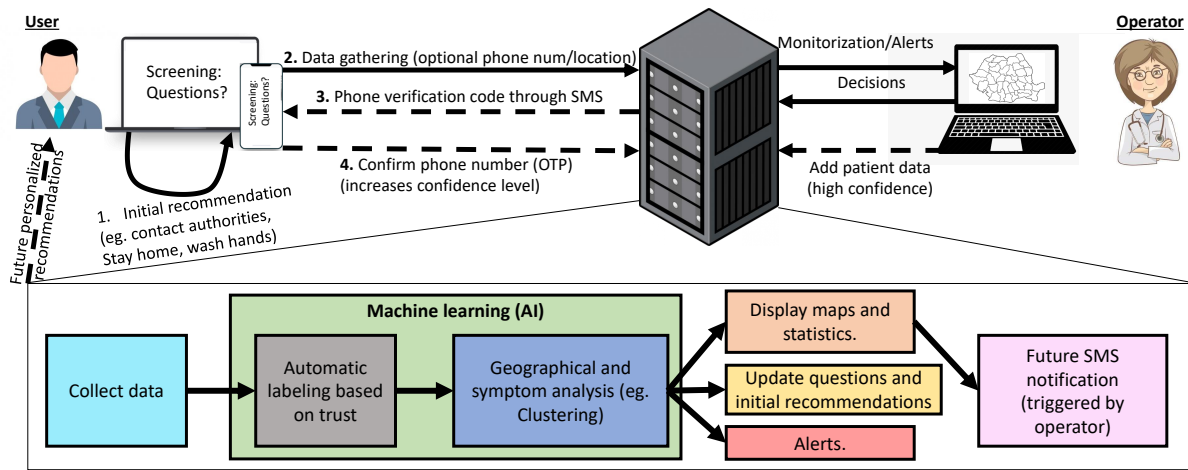 User
Operator
Screening:
Questions?
Screening:
Questions?
2. Data gathering (optional phone num/location)
3. Phone verification code through SMS
4. Confirm phone number (OTP)
(increases confidence level)
Monitorization/Alerts
Decisions
Add patient data
(high confidence)
1. Initial recommendation
(eg. contact authorities,
Stay home, wash hands)
Future personalized
recommendations
Machine learning (AI)
Collect data
Automatic
labeling based
on trust
Geographical and
symptom analysis (eg.
Clustering)
Display maps and
statistics.
Update questions and
initial recommendations
Alerts.
Future SMS
notification
(triggered by
operator)